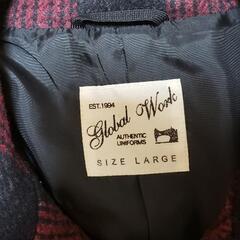 EST. 1994
Global Work
AUTHENTIC
UNIFORMS
SIZE LARGE